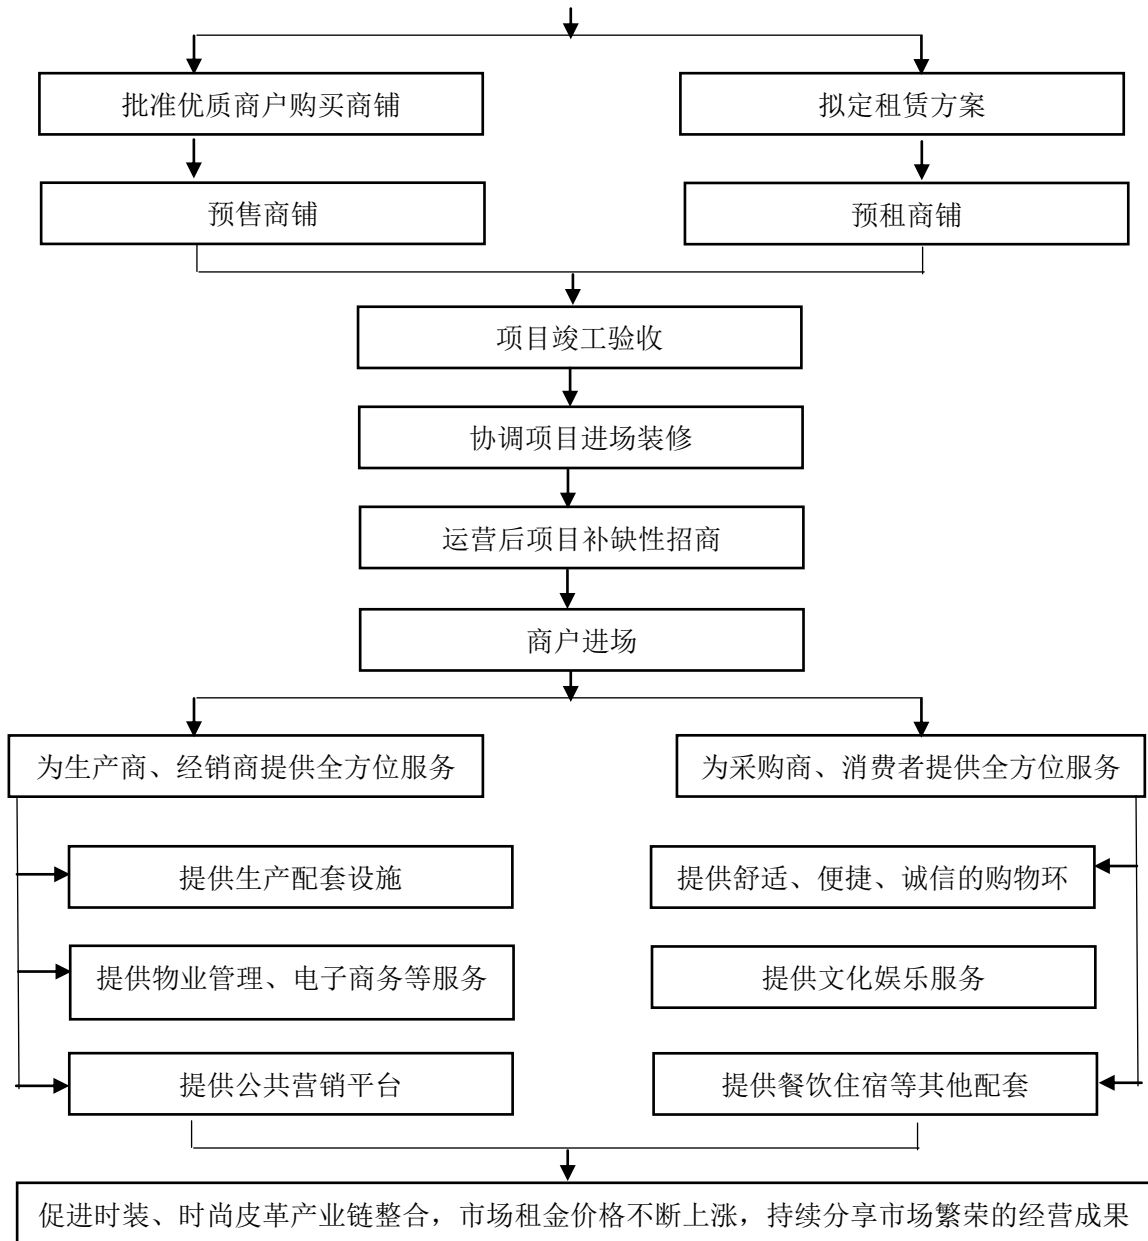 批准优质商户购买商铺
拟定租赁方案
预售商铺
预租商铺
项目竣工验收
协调项目进场装修
运营后项目补缺性招商
商户进场
为生产商、经销商提供全方位服务
为采购商、消费者提供全方位服务
提供生产配套设施
提供舒适、便捷、诚信的购物环
提供物业管理、电子商务等服务
提供文化娱乐服务
提供公共营销平台
提供餐饮住宿等其他配套
促进时装、时尚皮革产业链整合，市场租金价格不断上涨，持续分享市场繁荣的经营成果